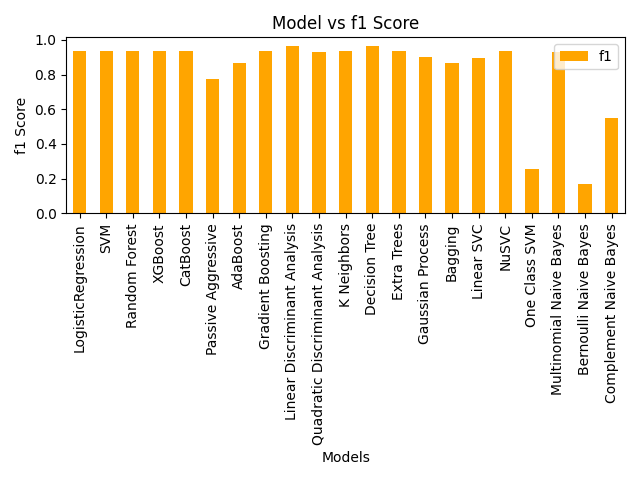 Model vs f1 Score
f1 Score
1.0
0.8
0.6
0.4
0.2
0.0
f1
LogisticRegression
SVM
Random Forest
XGBoost
CatBoost
Passive Aggressive
AdaBoost
Gradient Boosting
Linear Discriminant Analysis
Quadratic Discriminant Analysis
K Neighbors
Decision Tree
Extra Trees
Gaussian Process
Bagging
Linear SVC
NuSVC
One Class SVM
Multinomial Naive Bayes
Bernoulli Naive Bayes
Complement Naive Bayes
Models